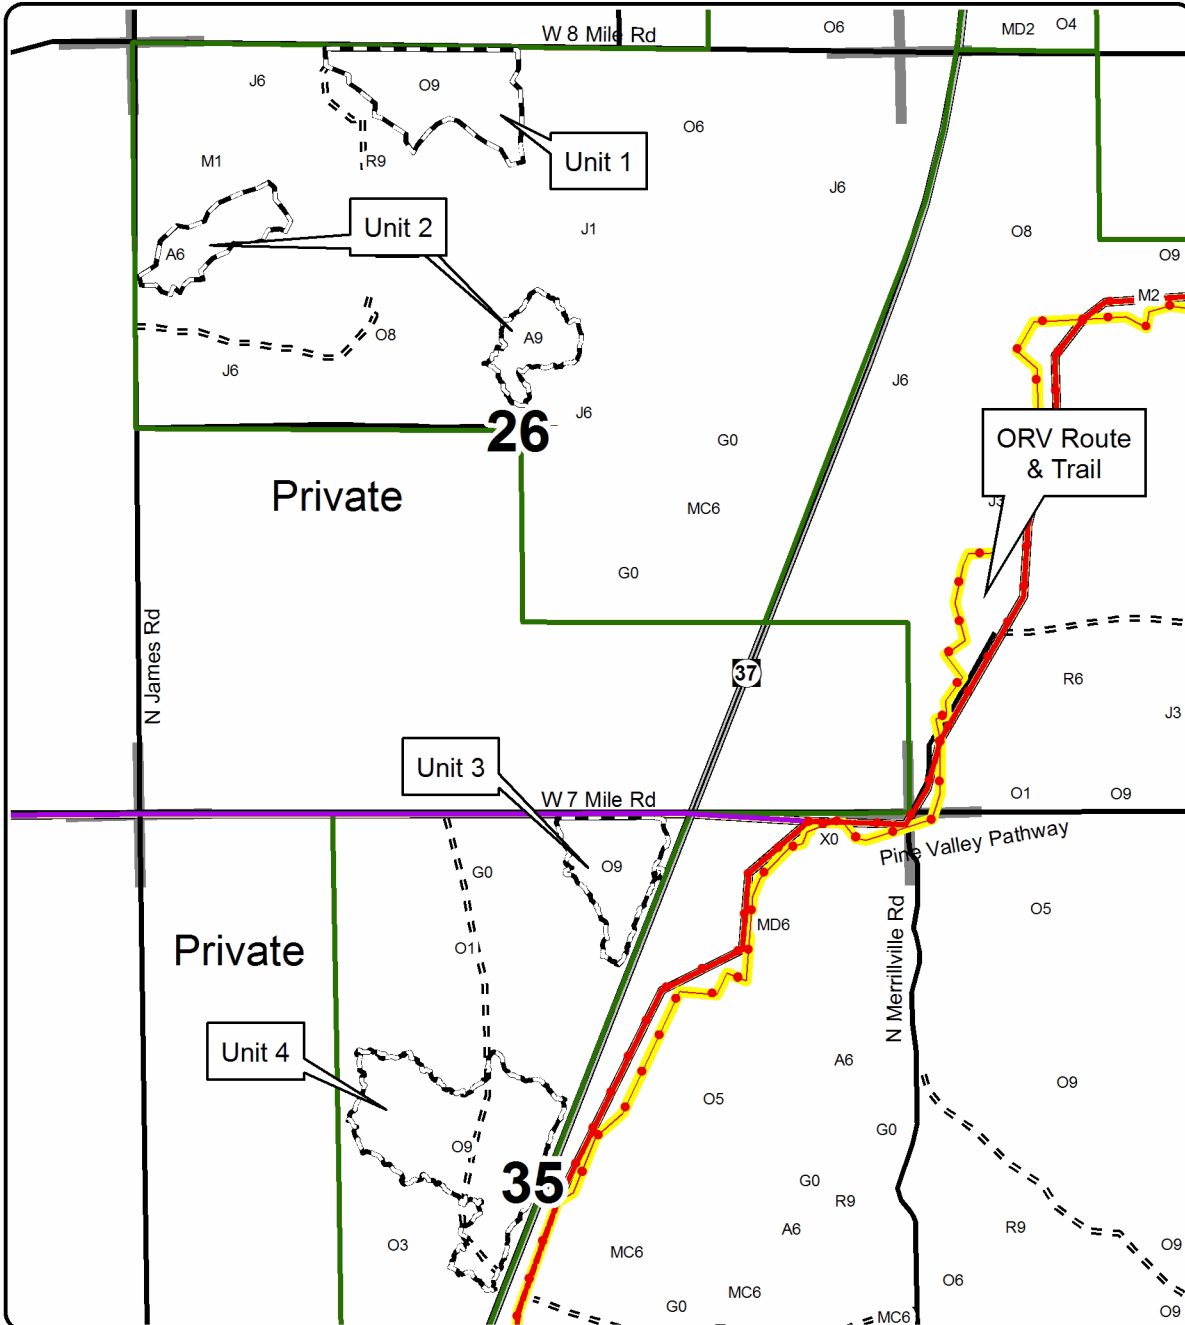 W 8 Mile Rd
O6
MD2
O4
J6
O9
O6
Unit 1
M1
R9
J6
Unit 2
J1
O8
A6
O9
M2
O8
A9
J6
J6
J6
26
G0
ORV Route
& Trail
Private
J3
MC6
G0
N James Rd
37
R6
J3
Unit 3
W 7 Mile Rd
O1
O9
X0
Pine Valley Pathway
G0
O9
O5
MD6
N Merrillville Rd
Private
O1
Unit 4
A6
O9
O5
G0
O9
35
G0
R9
A6
R9
O3
MC6
O9
O6
MC6
G0
MC6
O9